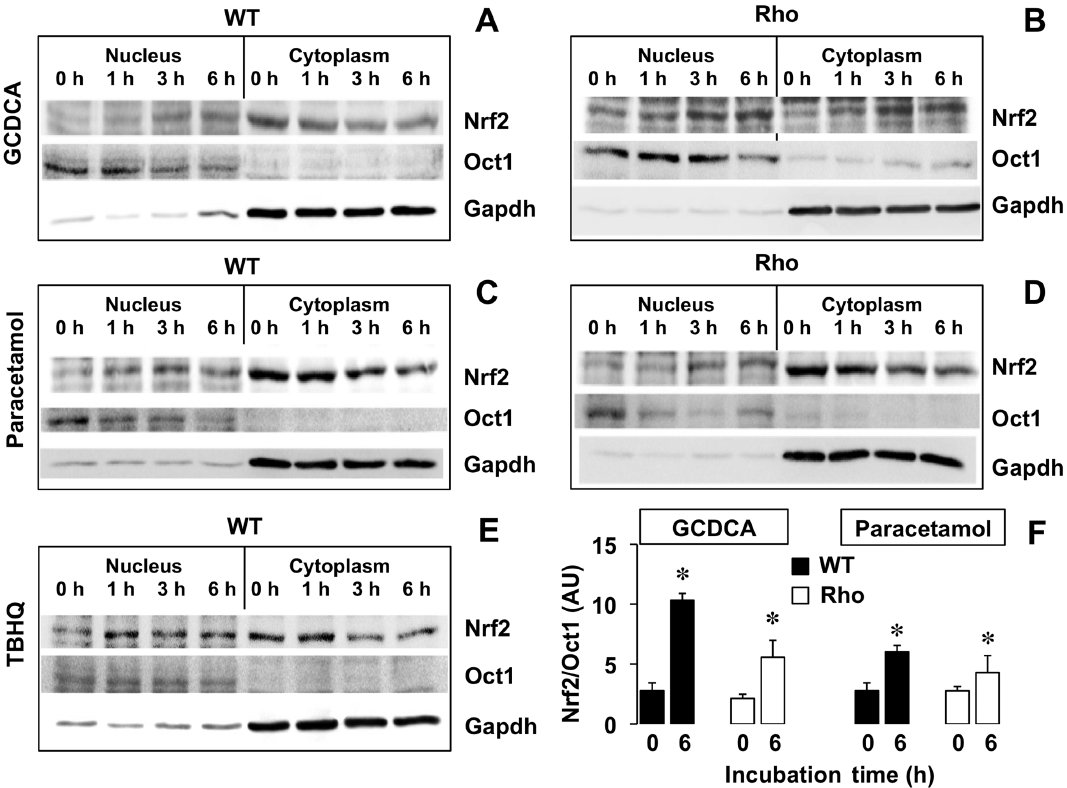 WT
A
GCDCA
Nucleus Cytoplasm
0 h 1 h 3 h 6 h 0 h 1 h 3 h 6 h
Nrf2
Oct1
Gapdh
Rho
B
Nucleus Cytoplasm
0 h 1 h 3 h 6 h 0 h 1 h 3 h 6 h
Nrf2
Oct1
Gapdh
WT
C
Paracetamol
Nucleus Cytoplasm
0 h 1 h 3 h 6 h 0 h 1 h 3 h 6 h
Nrf2
Oct1
Gapdh
Rho
D
Nucleus Cytoplasm
0 h 1 h 3 h 6 h 0 h 1 h 3 h 6 h
Nrf2
Oct1
Gapdh
WT
E
TBHQ
Nucleus Cytoplasm
0 h 1 h 3 h 6 h 0 h 1 h 3 h 6 h
Nrf2
Oct1
Gapdh
F
GCDCA Paracetamol
WT
Rho
Nrf2/Oct1 (AU)
15
10
5
0
* * * *
0 6 0 6 0 6 0 6
Incubation time (h)